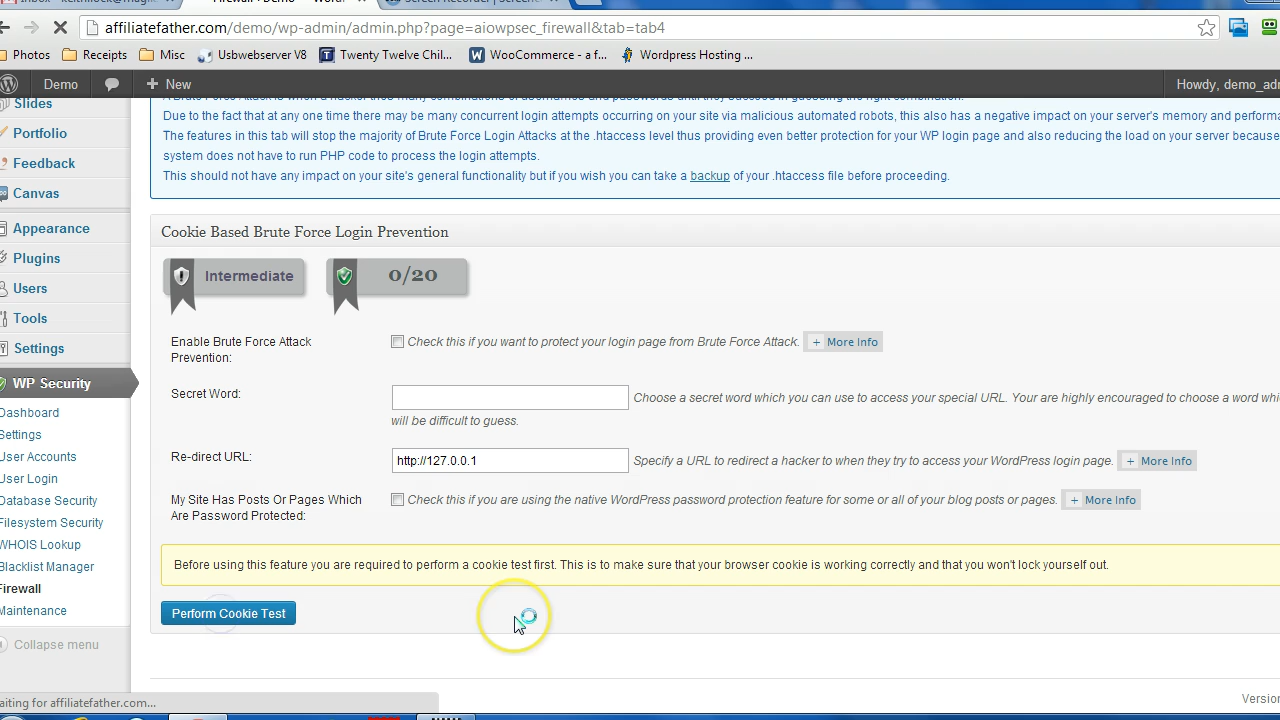 affiliatefather.com/demo/wp-admin/admin.php?page=aiowpsec_firewall&tab=tab4
Photos Receipts Misc Usbwebserver V8 Twenty Twelve Chil... WooCommerce - a f... Wordpress Hosting ...
Demo New Howdy, demo_adm
Slides
Portfolio
Feedback
Canvas
Appearance
Plugins
Users
Tools
Settings
WP Security
Dashboard
Settings
User Accounts
User Login
Database Security
Filesystem Security
WHOIS Lookup
Blacklist Manager
Firewall
Maintenance
Collapse menu
Due to the fact that at any one time there may be many concurrent login attempts occurring on your site via malicious automated robots, this also has a negative impact on your server's memory and performa
The features in this tab will stop the majority of Brute Force Login Attacks at the .htaccess level thus providing even better protection for your WP login page and also reducing the load on your server because
system does not have to run PHP code to process the login attempts.
This should not have any impact on your site's general functionality but if you wish you can take a backup of your .htaccess file before proceeding.
Cookie Based Brute Force Login Prevention
Intermediate 0/20
Enable Brute Force Attack
Prevention:
Check this if you want to protect your login page from Brute Force Attack. + More Info
Secret Word:
Choose a secret word which you can use to access your special URL. Your are highly encouraged to choose a word whic
will be difficult to guess.
Re-direct URL: http://127.0.0.1 Specify a URL to redirect a hacker to when they try to access your WordPress login page. + More Info
My Site Has Posts Or Pages Which
Are Password Protected:
Check this if you are using the native WordPress password protection feature for some or all of your blog posts or pages. + More Info
Before using this feature you are required to perform a cookie test first. This is to make sure that your browser cookie is working correctly and that you won't lock yourself out.
Perform Cookie Test
Versio
aiting for affiliatefather.com...